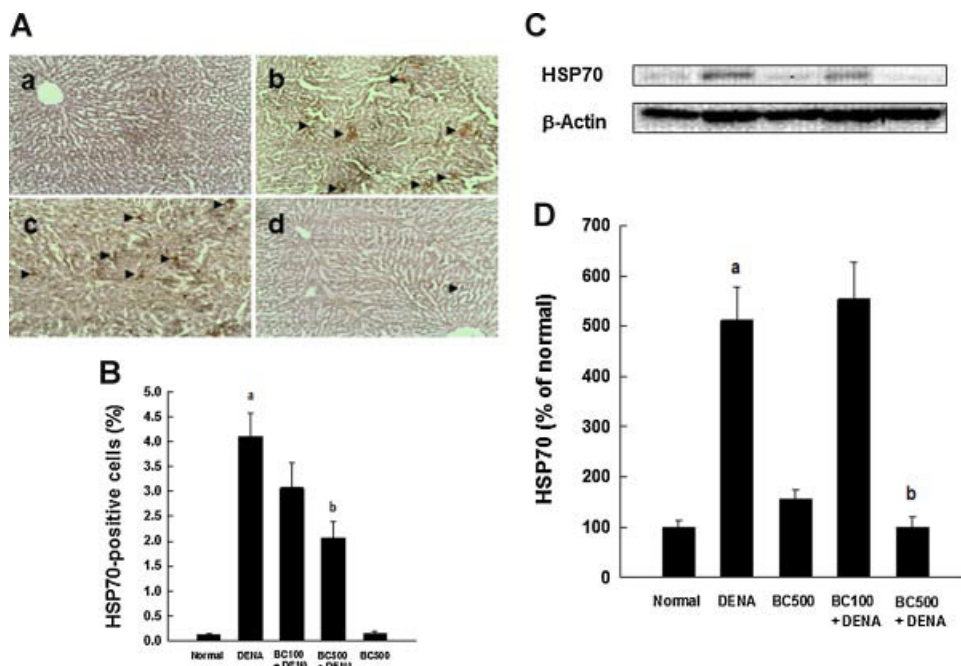 A
a
b
c
d
B
HSP70-positive cells (%)
5.0
4.5
4.0
3.5
3.0
2.5
2.0
1.5
1.0
0.5
0.0
a
b
Normal
DENA
BC100
+ DENA
BC500
+ DENA
BC500
C
HSP70
β-Actin
D
HSP70 (% of normal)
700
600
500
400
300
200
100
0
a
b
Normal
DENA
BC500
BC100
+ DENA
BC500
+ DENA